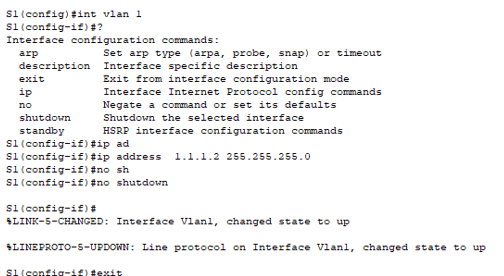 S1(config)#int vlan 1
S1(config-if)#?
Interface configuration commands:
arp Set arp type (arpa, probe, snap) or timeout
description Interface specific description
exit Exit from interface configuration mode
ip Interface Internet Protocol config commands
no Negate a command or set its defaults
shutdown Shutdown the selected interface
standby HSRP interface configuration commands
S1(config-if)#ip ad
S1(config-if)#ip address 1.1.1.2 255.255.255.0
S1(config-if)#no sh
S1(config-if)#no shutdown
S1(config-if)#
%LINK-5-CHANGED: Interface Vlan1, changed state to up
%LINEPROTO-5-UPDOWN: Line protocol on Interface Vlan1, changed state to up
S1(config-if)#exit